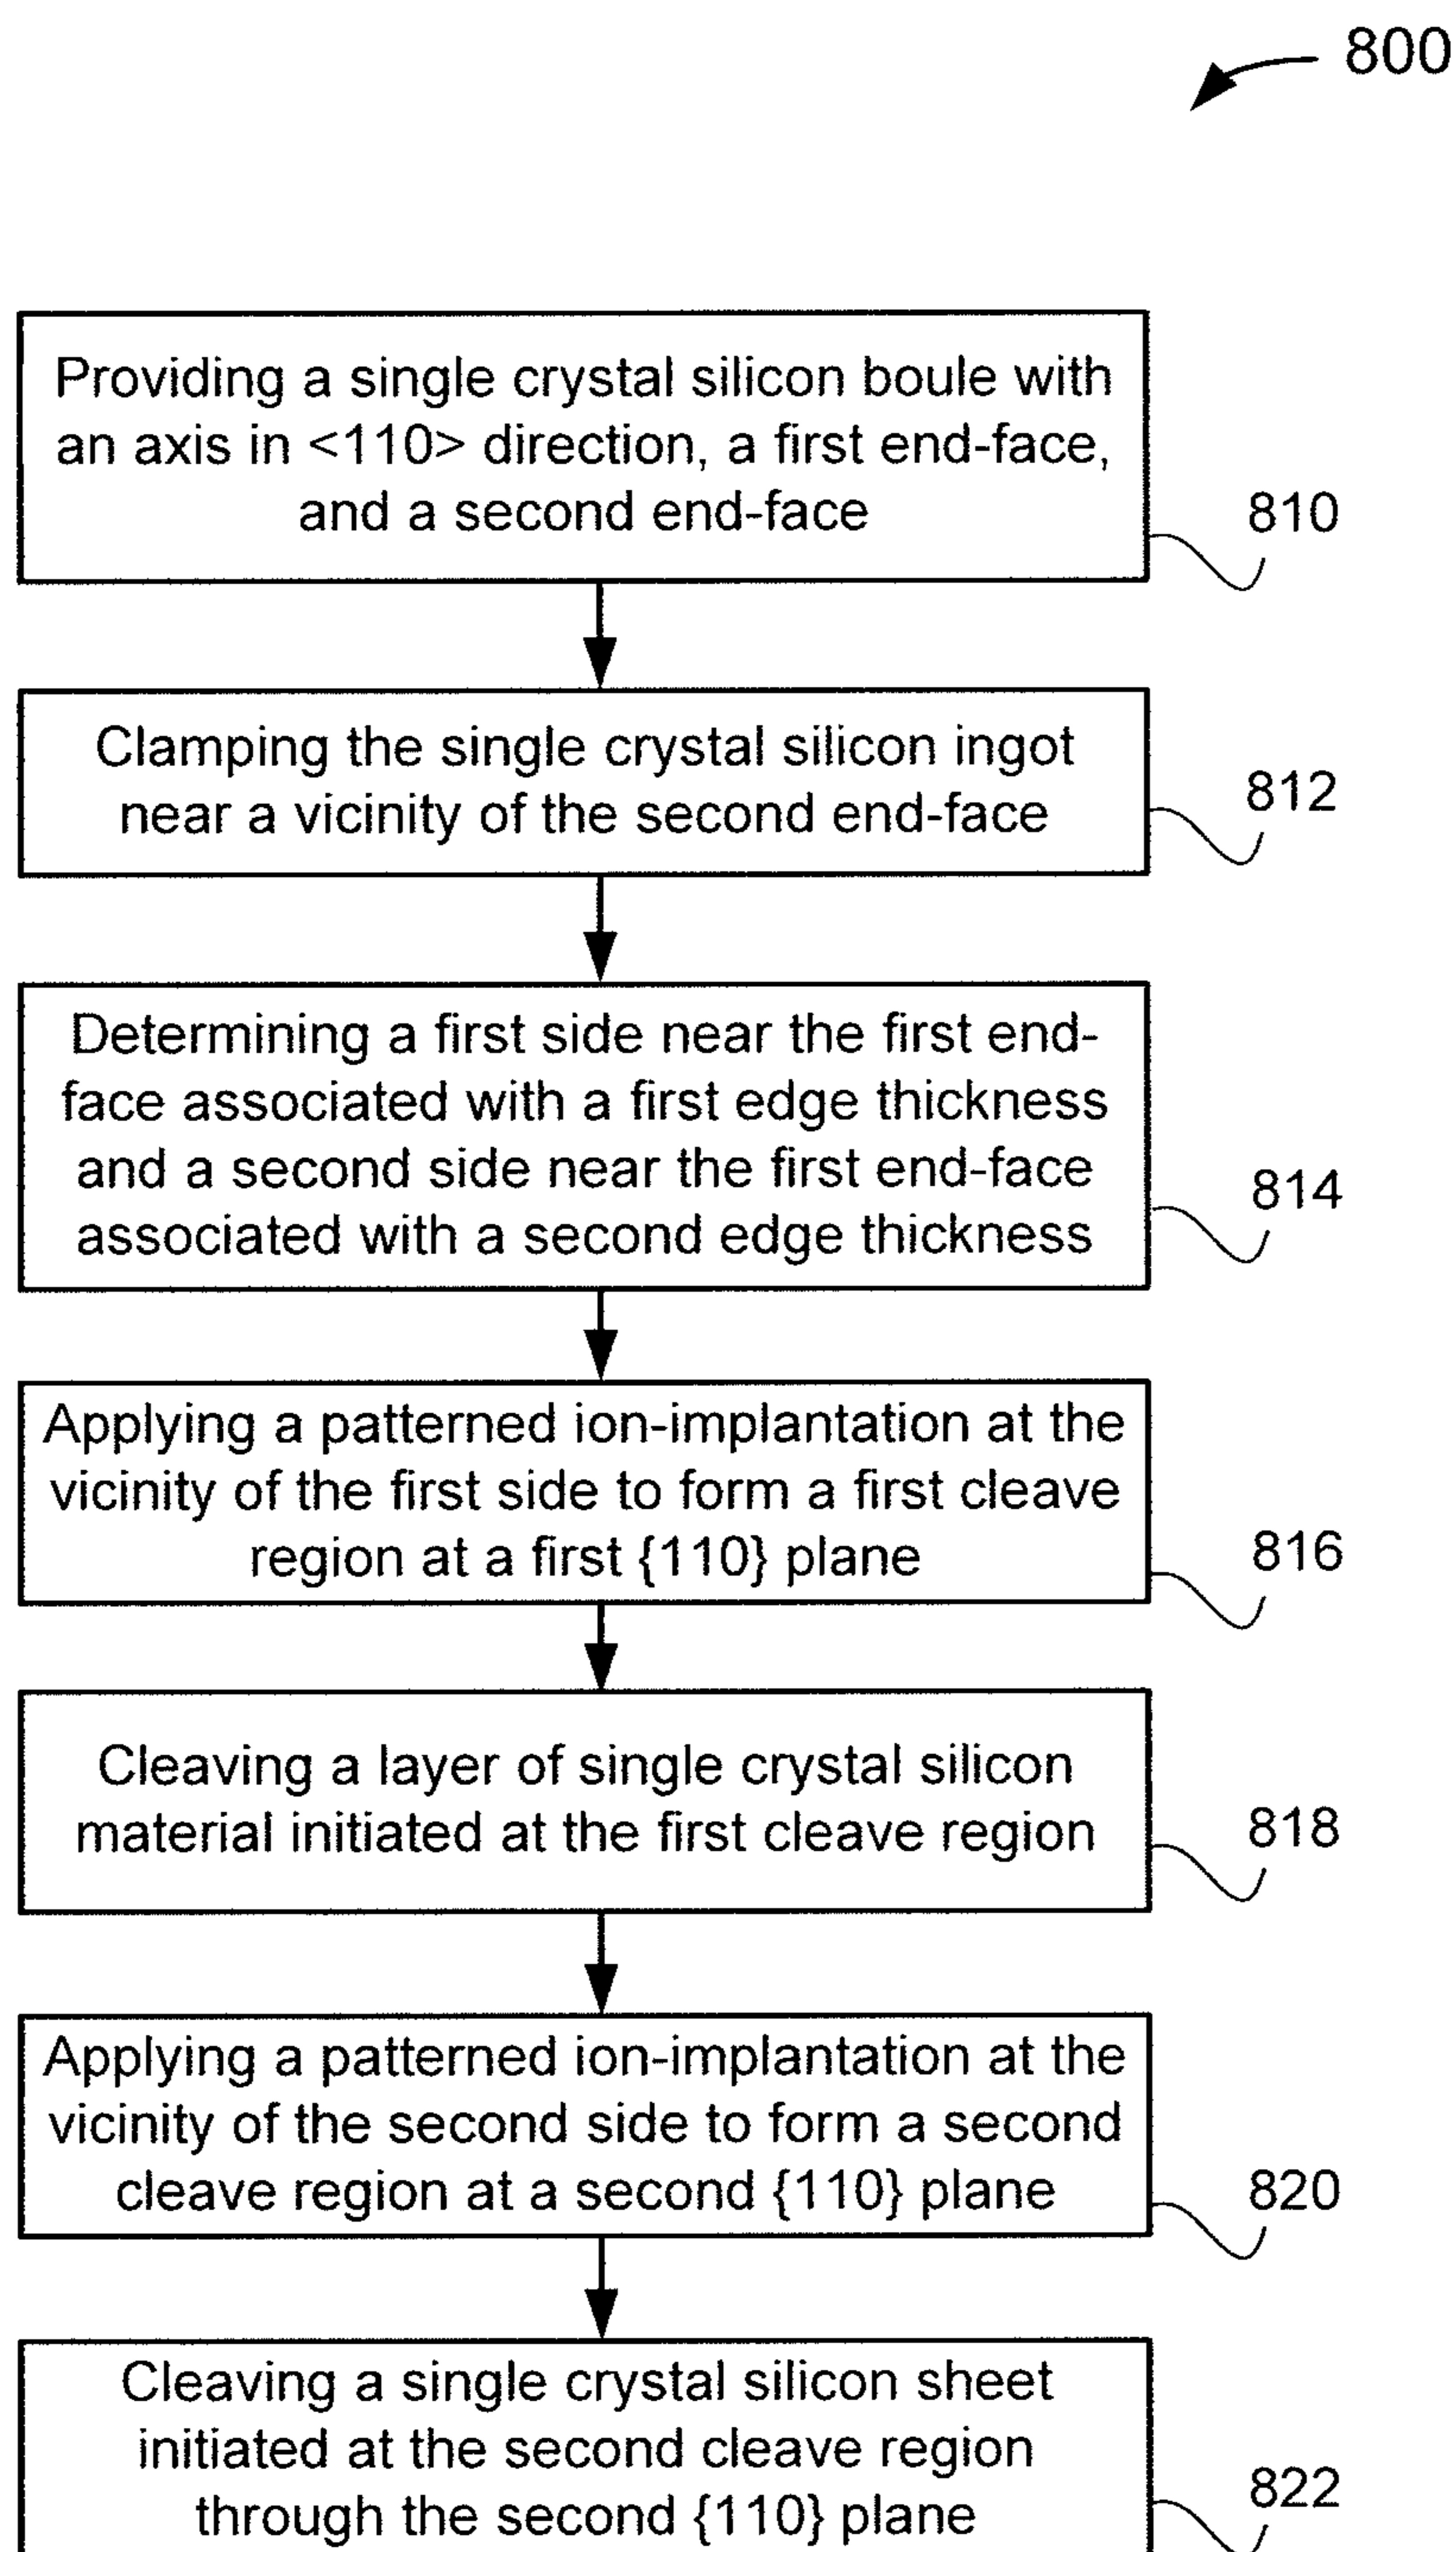 800
Providing a single crystal silicon boule with
an axis in <110> direction, a first end-face,
and a second end-face
810
Clamping the single crystal silicon ingot
near a vicinity of the second end-face
812
Determining a first side near the first end-
face associated with a first edge thickness
and a second side near the first end-face
associated with a second edge thickness
814
Applying a patterned ion-implantation at the
vicinity of the first side to form a first cleave
region at a first {110} plane
816
Cleaving a layer of single crystal silicon
material initiated at the first cleave region
818
Applying a patterned ion-implantation at the
vicinity of the second side to form a second
cleave region at a second {110} plane
820
Cleaving a single crystal silicon sheet
initiated at the second cleave region
through the second {110} plane
822